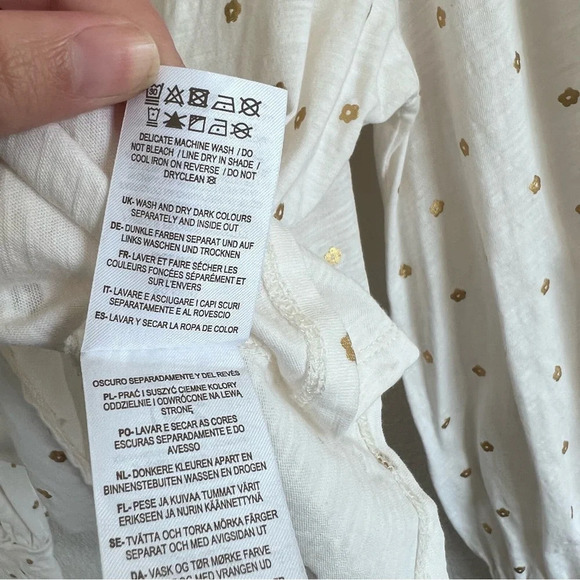 30
DELICATE MACHINE WASH / DO
NOT BLEACH / LINE DRY IN SHADE /
COOL IRON ON REVERSE / DO NOT
DRYCLEAN
UK- WASH AND DRY DARK COLOURS
SEPARATELY AND INSIDE OUT
DE- DUNKLE FARBEN SEPARAT UND AUF
LINKS WASCHEN UND TROCKNEN
FR- LAVER ET FAIRE SÉCHER LES
COULEURS FONCÉES SÉPARÉMENT ET
SUR L'ENVERS
IT- LAVARE E ASCIUGARE I CAPI SCURI
SEPARATAMENTE E AL ROVESCIO
ES- LAVAR Y SECAR LA ROPA DE COLOR
OSCURO SEPARADAMENTE Y DEL REVÉS
PL- PRAĆ I SUSZYĆ CIEMNE KOLORY
ODDZIELNIE I ODWRÓCONE NA LEWĄ
STRONĘ
PO- LAVAR E SECAR AS CORES
ESCURAS SEPARADAMENTE E DO
AVESSO
NL- DONKERE KLEUREN APART EN
BINNENSTEBUITEN WASSEN EN DROGEN
FL- PESE JA KUIVAA TUMMAT VÄRIT
ERIKSEEN JA NURIN KÄÄNNETTYNÄ
SE- TVÄTTA OCH TORKA MÖRKA FÄRGER
SEPARAT OCH MED AVIGSIDAN UT
DA- VASK OG TØR MØRKE FARVE
OG MED VRANGEN UD